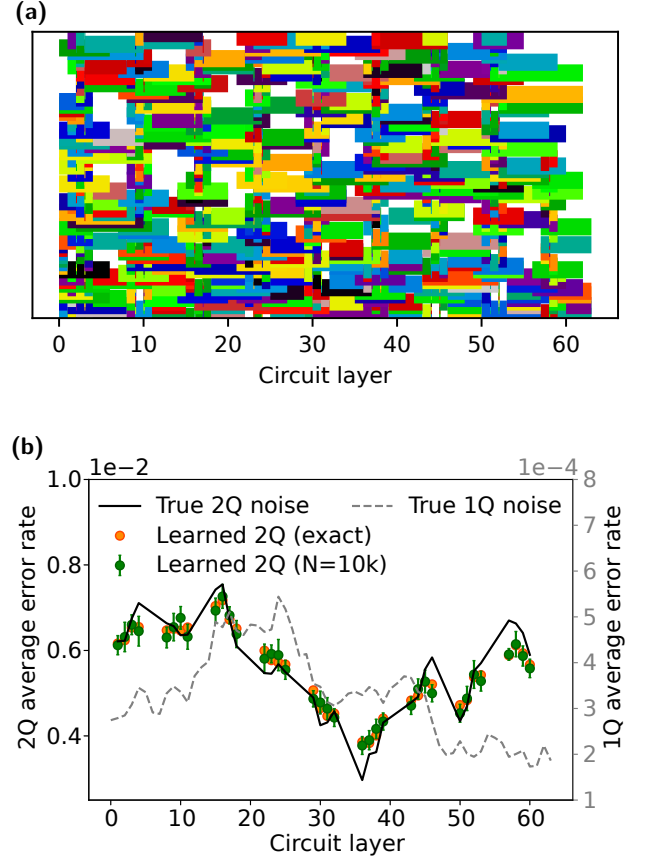 (a)
0 10 20 30 40 50 60
Circuit layer
(b)
1e−2
1e−4
1.0
0.8
0.6
0.4
2Q average error rate
True 2Q noise
True 1Q noise
Learned 2Q (exact)
Learned 2Q (N=10k)
8
7
6
5
4
3
2
1
1Q average error rate
0 10 20 30 40 50 60
Circuit layer